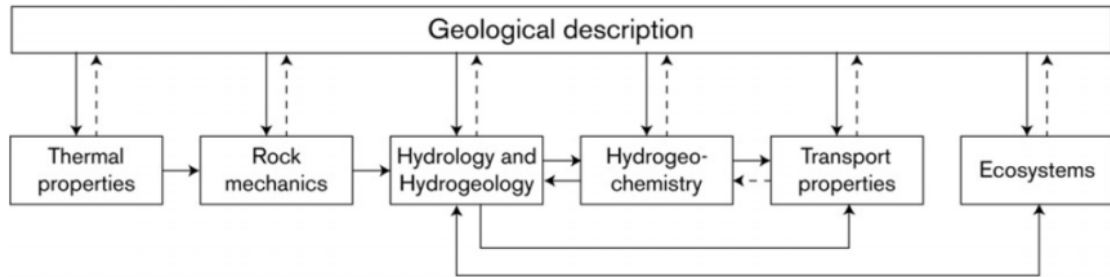 Geological description
Thermal
properties
Rock
mechanics
Hydrology and
Hydrogeology
Hydrogeo-
chemistry
Transport
properties
Ecosystems